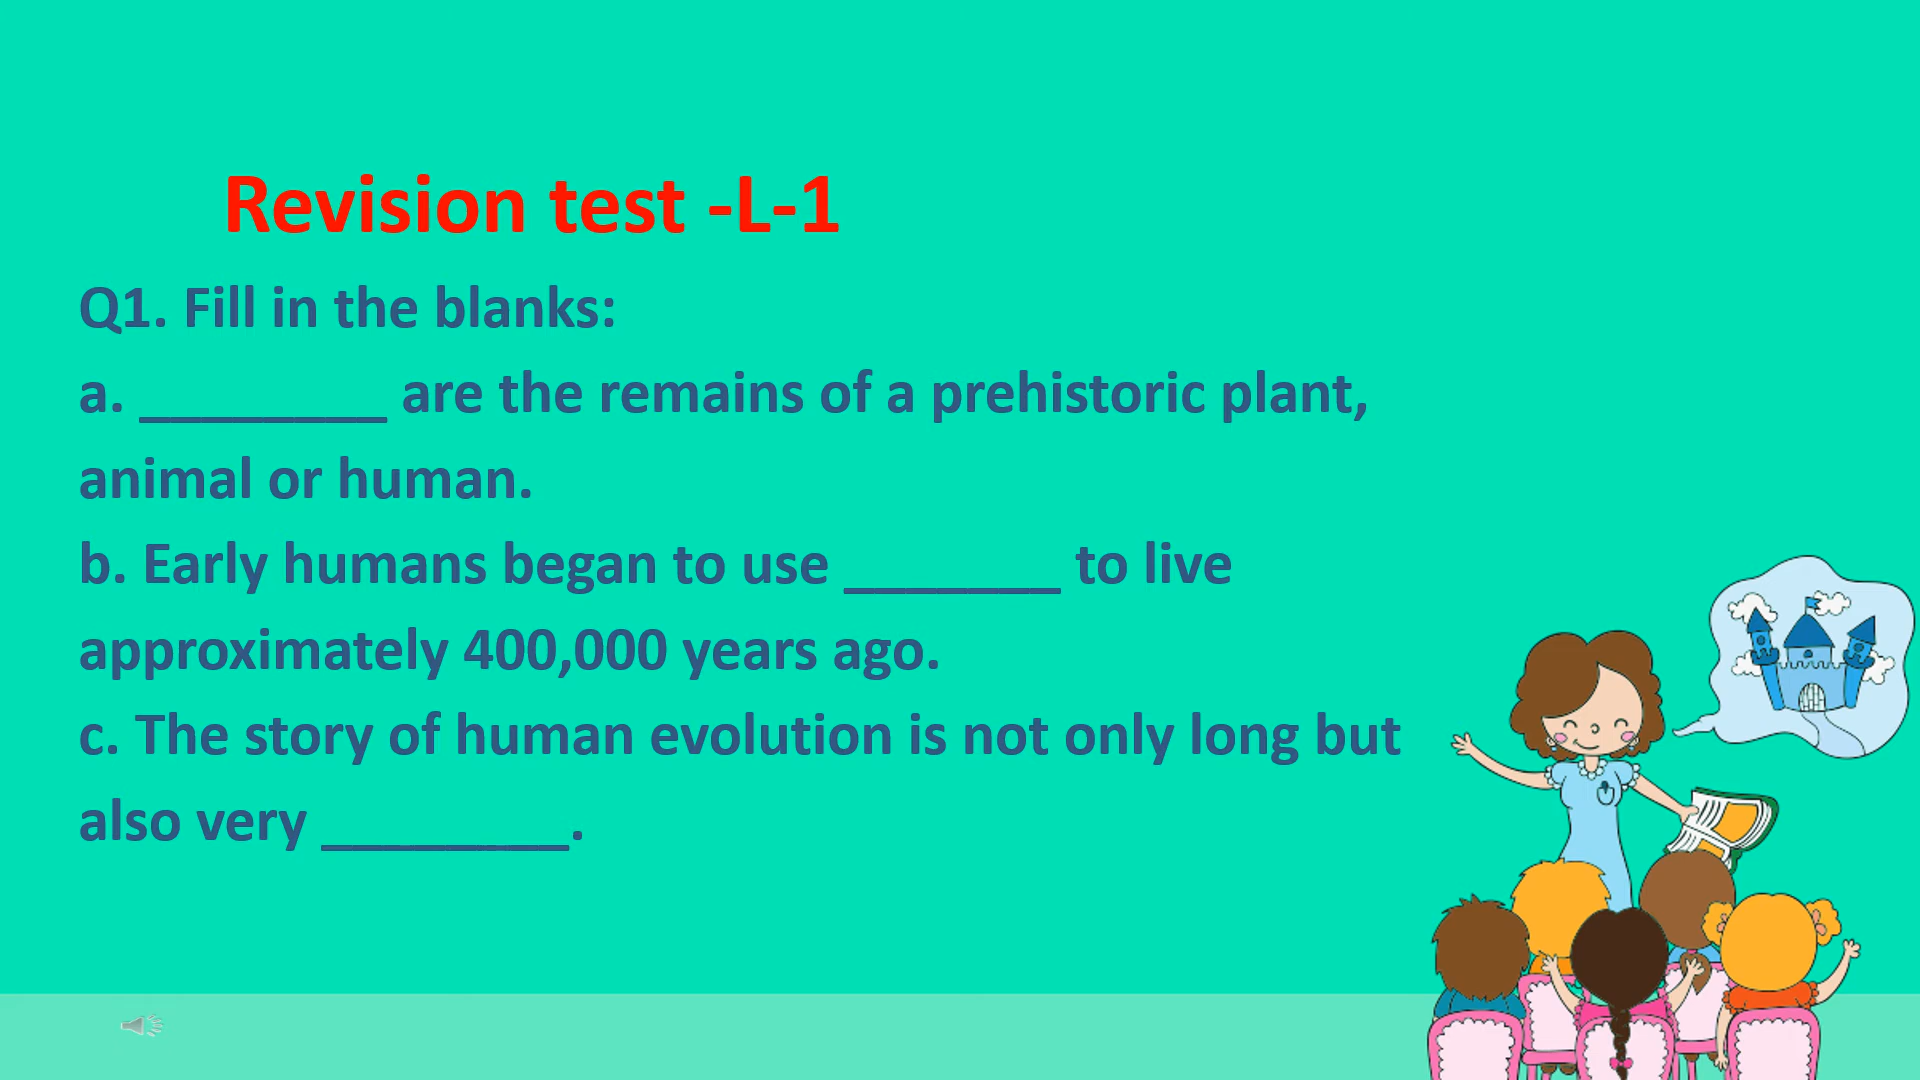 Revision test -L-1
Q1. Fill in the blanks:
a. ________ are the remains of a prehistoric plant,
animal or human.
b. Early humans began to use _______ to live
approximately 400,000 years ago.
c. The story of human evolution is not only long but
also very ________.